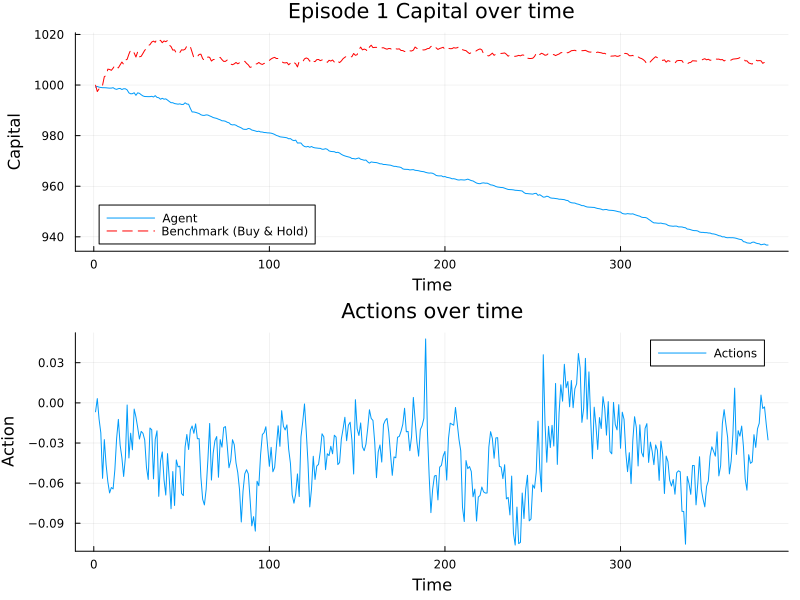 Episode 1 Capital over time
1020
1000
980
960
940
Capital
Agent
Benchmark (Buy & Hold)
0 100 200 300
Time
Actions over time
0.03
0.00
−0.03
−0.06
−0.09
Action
Actions
0 100 200 300
Time